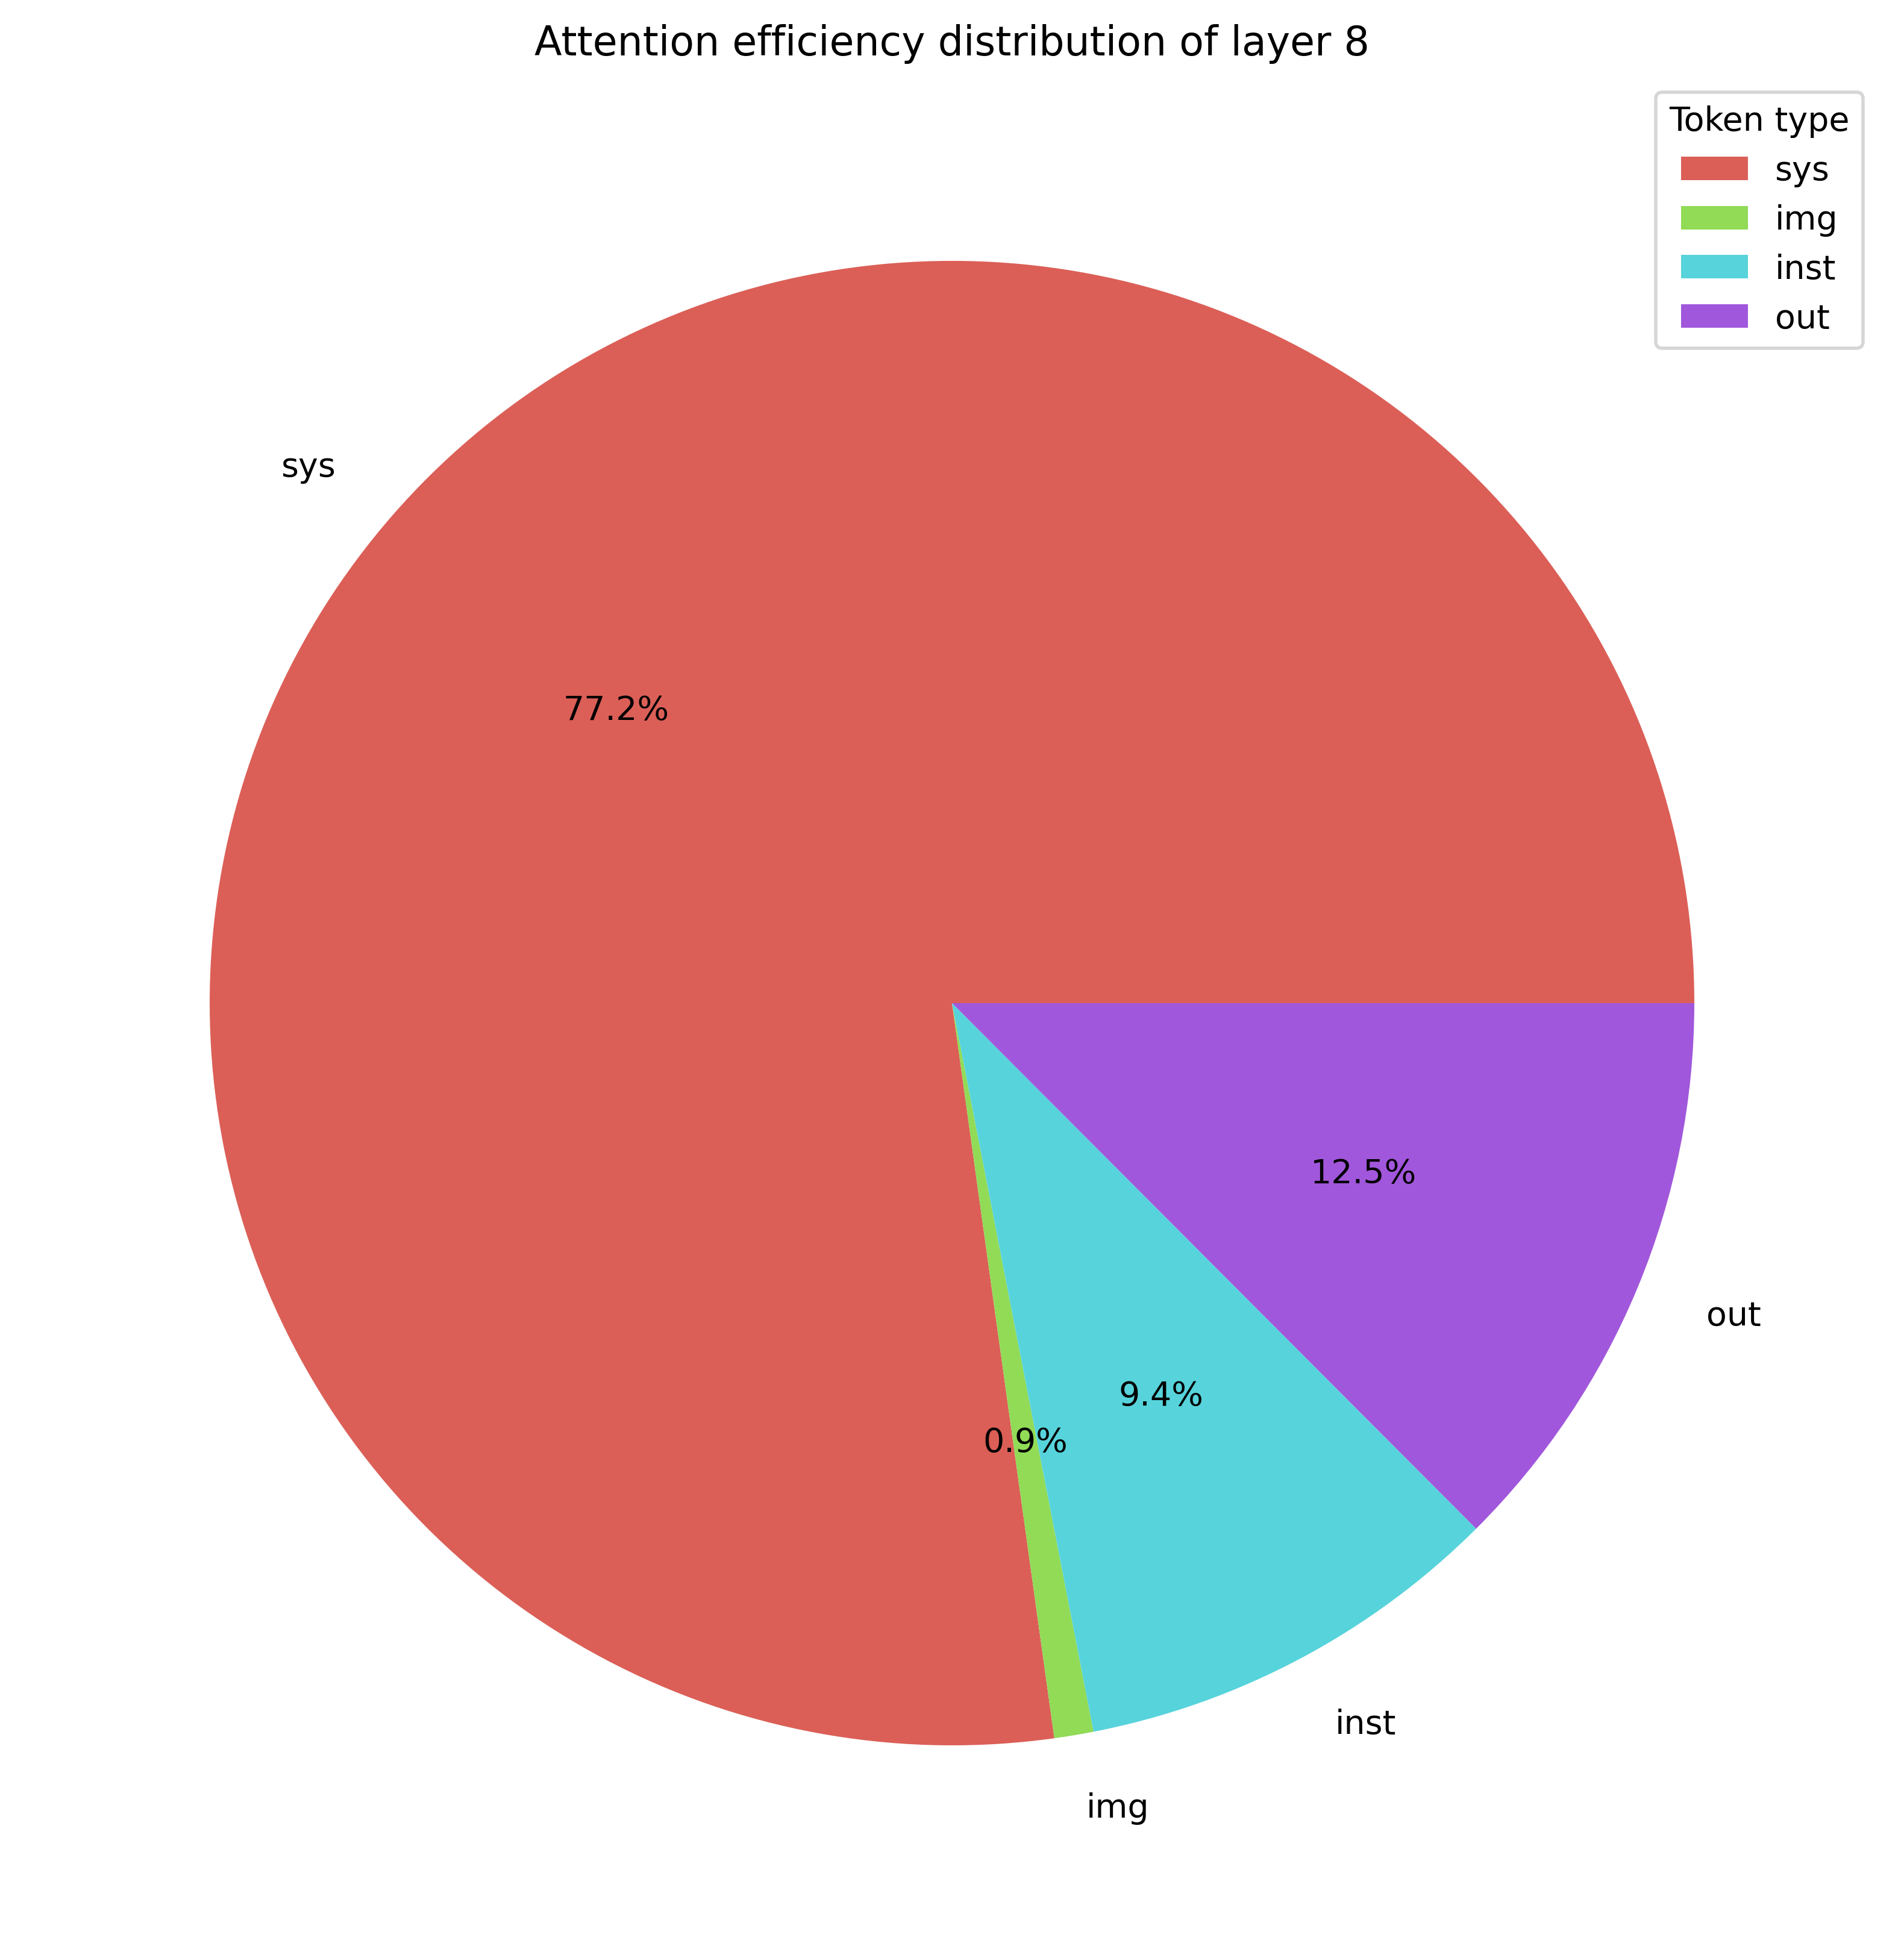 Attention efficiency distribution of layer 8
Token type
sys
img
inst
out
sys
77.2%
12.5%
out
9.4%
0.9%
inst
img